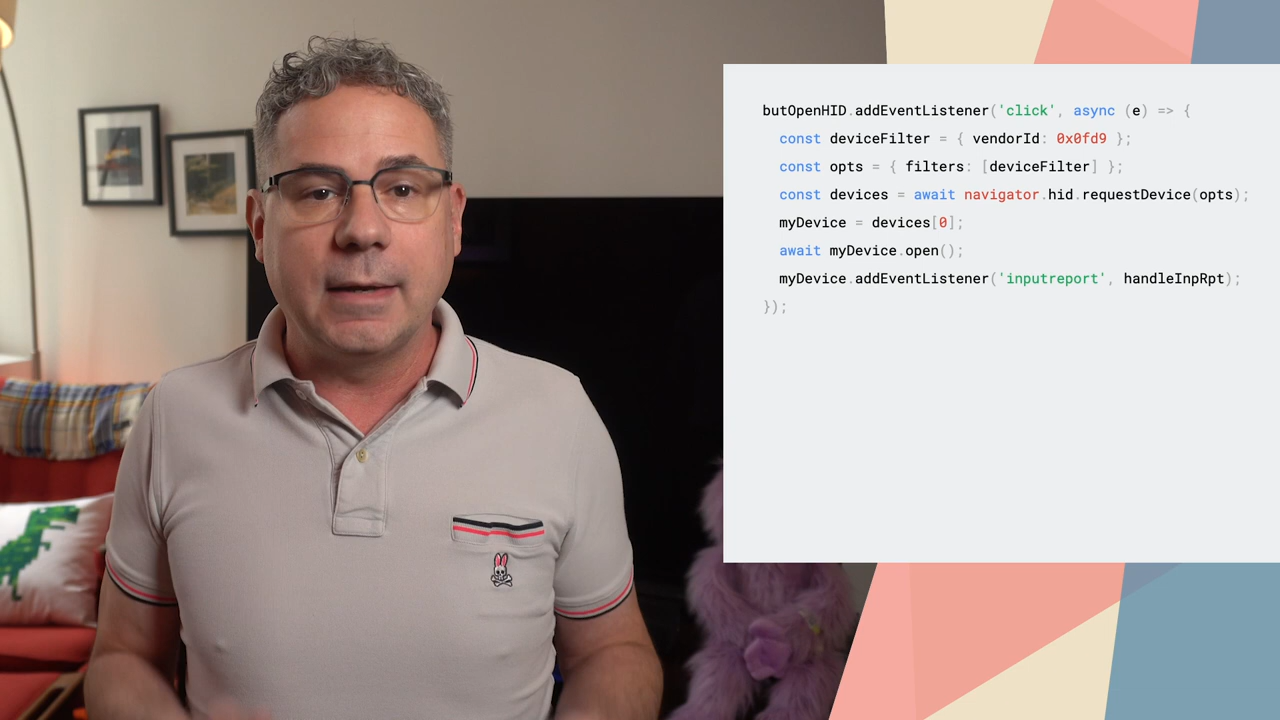 butOpenHID.addEventListener('click', async (e) => {
  const deviceFilter = { vendorId: 0x0fd9 };
  const opts = { filters: [deviceFilter] };
  const devices = await navigator.hid.requestDevice(opts);
  myDevice = devices[0];
  await myDevice.open();
  myDevice.addEventListener('inputreport', handleInpRpt);
});